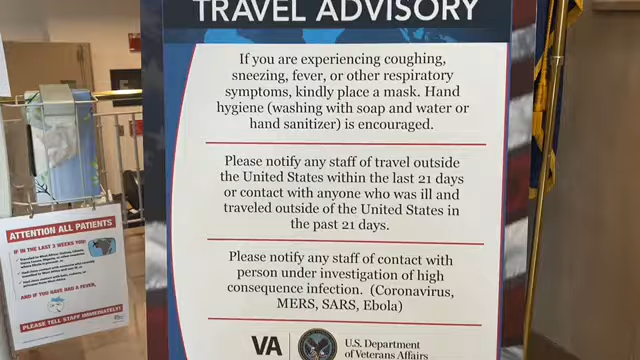 TRAVEL ADVISORY
If you are experiencing coughing,
sneezing, fever, or other respiratory
symptoms, kindly place a mask. Hand
hygiene (washing with soap and water or
hand sanitizer) is encouraged.
Please notify any staff of travel outside
the United States within the last 21 days
or contact with anyone who was ill and
traveled outside of the United States in
the past 21 days.
Please notify any staff of contact with
person under investigation of high
consequence infection. (Coronavirus,
MERS, SARS, Ebola)
VA
U.S. Department
of Veterans Affairs
ATTENTION ALL PATIENTS
IF IN THE LAST 3 WEEKS YOU
AND IF YOU HAVE HAD A FEVER,
PLEASE TELL STAFF IMMEDIATELY!